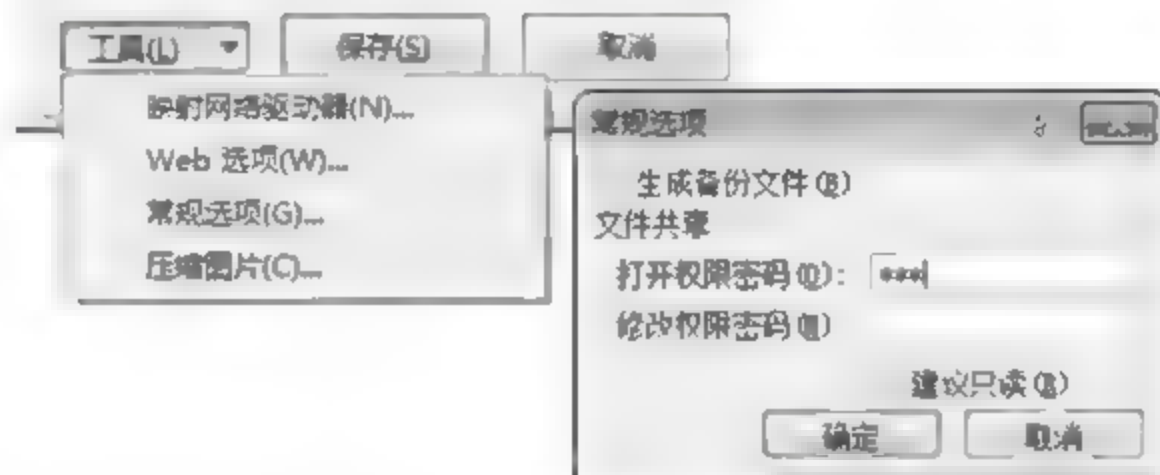 工具(L) 保存(S) 取消
映射网络驱动器(N)...
Web 选项(W)...
常规选项(G)...
压缩图片(C)...
常规选项
生成备份文件(B)
文件共享
打开权限密码(O): ***
修改权限密码(M)
建议只读(R)
确定 取消